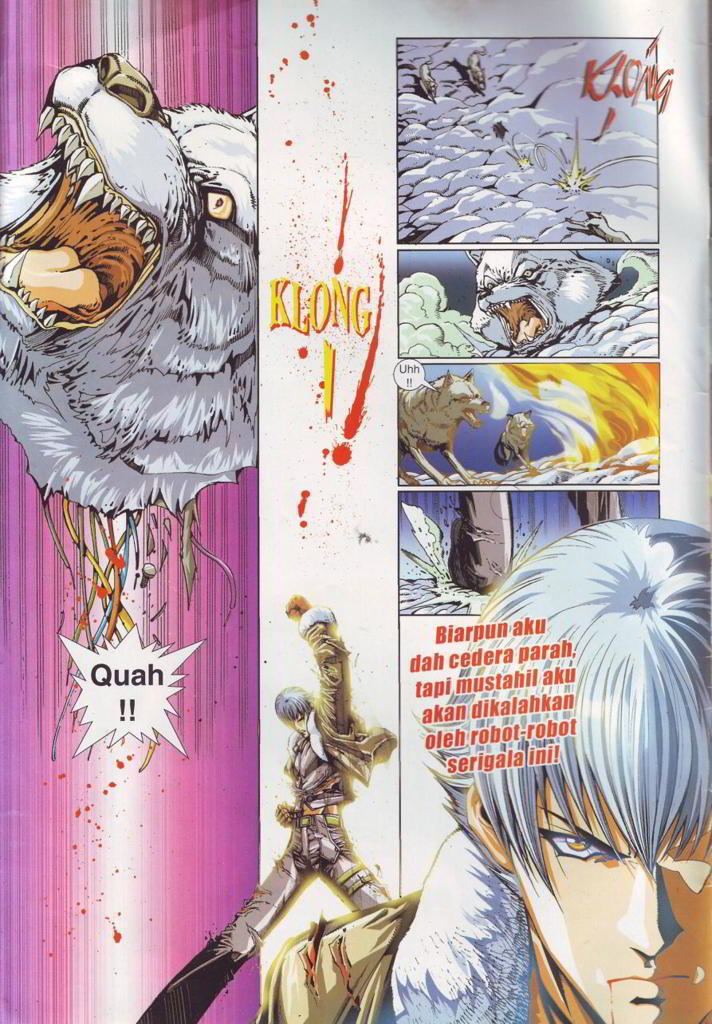 KLONG
!
KLONG
!
Uhh
!!
Quah
!!
Biarpun aku
dah cedera parah,
tapi mustahil aku
akan dikalahkan
oleh robot-robot
serigala ini!